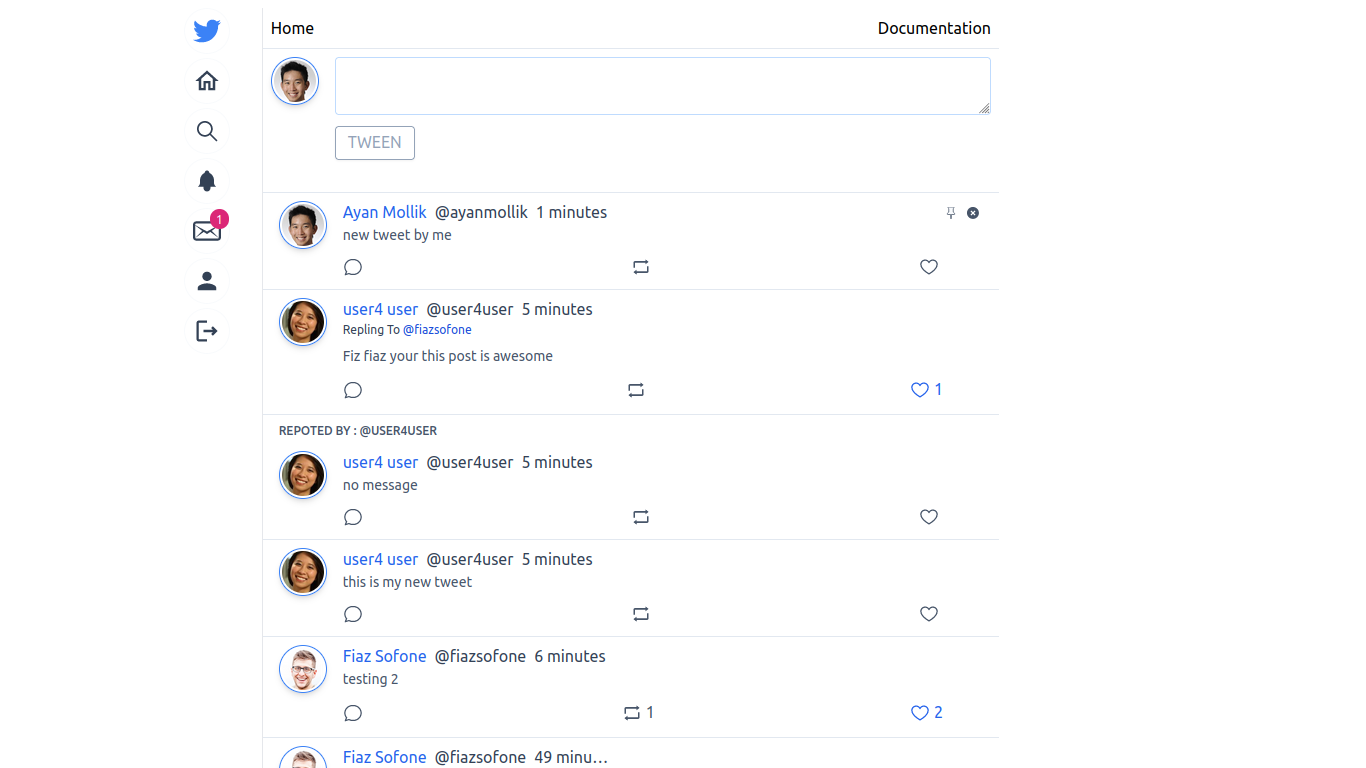 Home Documentation
TWEEN
Ayan Mollik @ayanmollik 1 minutes
new tweet by me
1
user4 user @user4user 5 minutes
Repling To @fiazsofone
Fiz fiaz your this post is awesome
1
REPOTED BY : @USER4USER
user4 user @user4user 5 minutes
no message
user4 user @user4user 5 minutes
this is my new tweet
Fiaz Sofone @fiazsofone 6 minutes
testing 2
1 2
Fiaz Sofone @fiazsofone 49 minu…